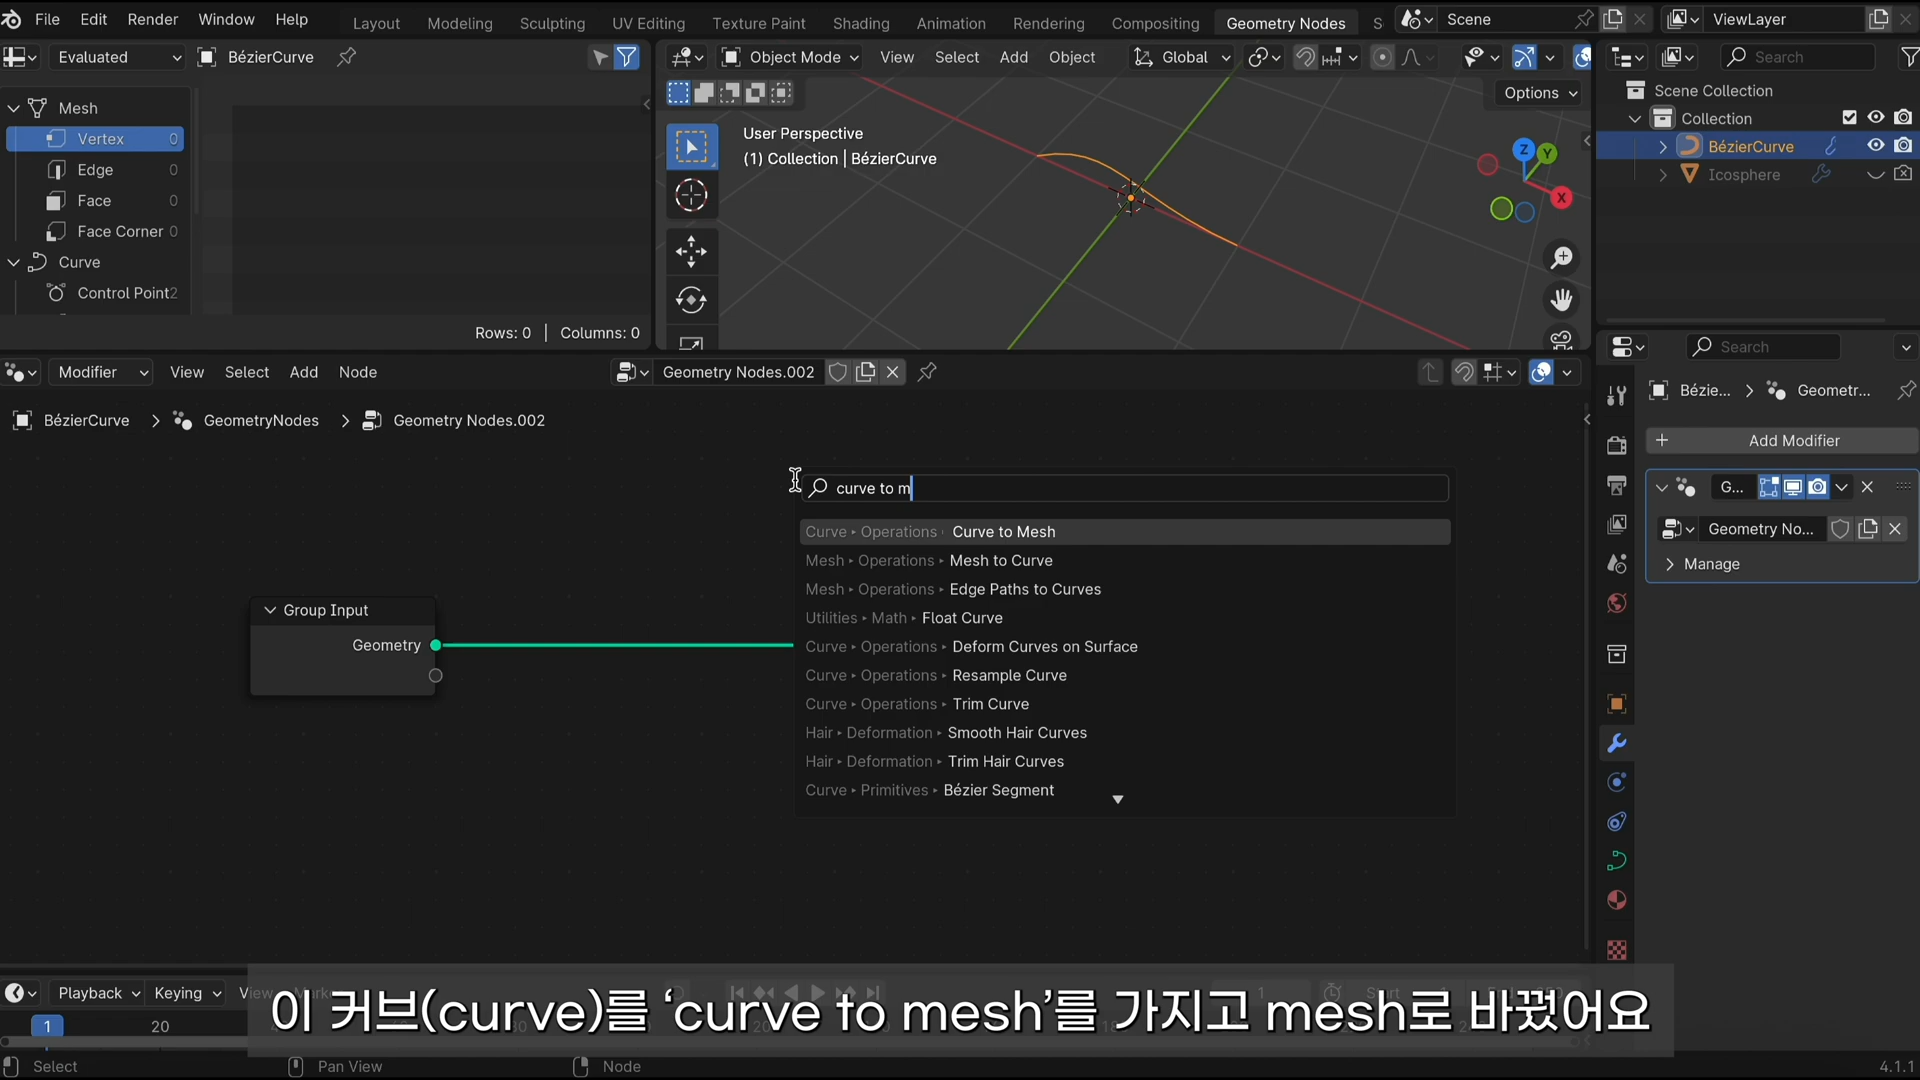 File Edit Render Window Help Layout Modeling Sculpting UV Editing Texture Paint Shading Animation Rendering Compositing Geometry Nodes S Scene ViewLayer
Evaluated BézierCurve
Object Mode View Select Add Object Global
Search
Options
Mesh
Vertex 0
Edge 0
Face 0
Face Corner 0
Curve
Control Point 2
Rows: 0 Columns: 0
User Perspective
(1) Collection | BézierCurve
Z
Y
X
Scene Collection
Collection
BézierCurve
Icosphere
Modifier View Select Add Node Geometry Nodes.002
BézierCurve > GeometryNodes > Geometry Nodes.002
Group Input
Geometry
curve to m
Curve ▸ Operations ▸ Curve to Mesh
Mesh ▸ Operations ▸ Mesh to Curve
Mesh ▸ Operations ▸ Edge Paths to Curves
Utilities ▸ Math ▸ Float Curve
Curve ▸ Operations ▸ Deform Curves on Surface
Curve ▸ Operations ▸ Resample Curve
Curve ▸ Operations ▸ Trim Curve
Hair ▸ Deformation ▸ Smooth Hair Curves
Hair ▸ Deformation ▸ Trim Hair Curves
Curve ▸ Primitives ▸ Bézier Segment
Search
Bézie... > Geometr...
Add Modifier
G...
Geometry No...
Manage
Playback Keying
1 20
이 커브(curve)를 ‘curve to mesh’를 가지고 mesh로 바꿨어요
Select Pan View Node 4.1.1